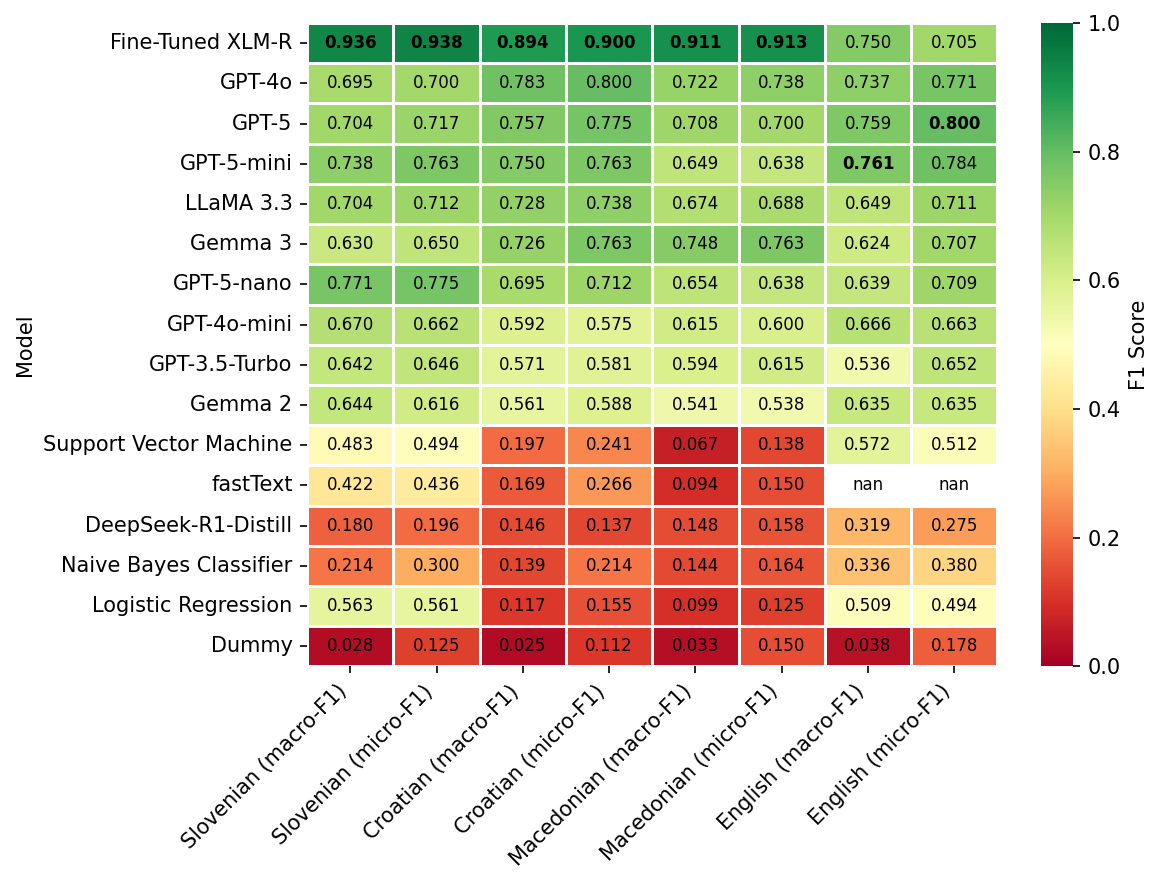 Fine-Tuned XLM-R 0.936 0.938 0.894 0.900 0.911 0.913 0.750 0.705
GPT-4o 0.695 0.700 0.783 0.800 0.722 0.738 0.737 0.771
GPT-5 0.704 0.717 0.757 0.775 0.708 0.700 0.759 0.800
GPT-5-mini 0.738 0.763 0.750 0.763 0.649 0.638 0.761 0.784
LLaMA 3.3 0.704 0.712 0.728 0.738 0.674 0.688 0.649 0.711
Gemma 3 0.630 0.650 0.726 0.763 0.748 0.763 0.624 0.707
GPT-5-nano 0.771 0.775 0.695 0.712 0.654 0.638 0.639 0.709
GPT-4o-mini 0.670 0.662 0.592 0.575 0.615 0.600 0.666 0.663
GPT-3.5-Turbo 0.642 0.646 0.571 0.581 0.594 0.615 0.536 0.652
Gemma 2 0.644 0.616 0.561 0.588 0.541 0.538 0.635 0.635
Support Vector Machine 0.483 0.494 0.197 0.241 0.067 0.138 0.572 0.512
fastText 0.422 0.436 0.169 0.266 0.094 0.150 nan nan
DeepSeek-R1-Distill 0.180 0.196 0.146 0.137 0.148 0.158 0.319 0.275
Naive Bayes Classifier 0.214 0.300 0.139 0.214 0.144 0.164 0.336 0.380
Logistic Regression 0.563 0.561 0.117 0.155 0.099 0.125 0.509 0.494
Dummy 0.028 0.125 0.025 0.112 0.033 0.150 0.038 0.178
Model
Slovenian (macro-F1)
Slovenian (micro-F1)
Croatian (macro-F1)
Croatian (micro-F1)
Macedonian (macro-F1)
Macedonian (micro-F1)
English (macro-F1)
English (micro-F1)
1.0
0.8
0.6
0.4
0.2
0.0
F1 Score